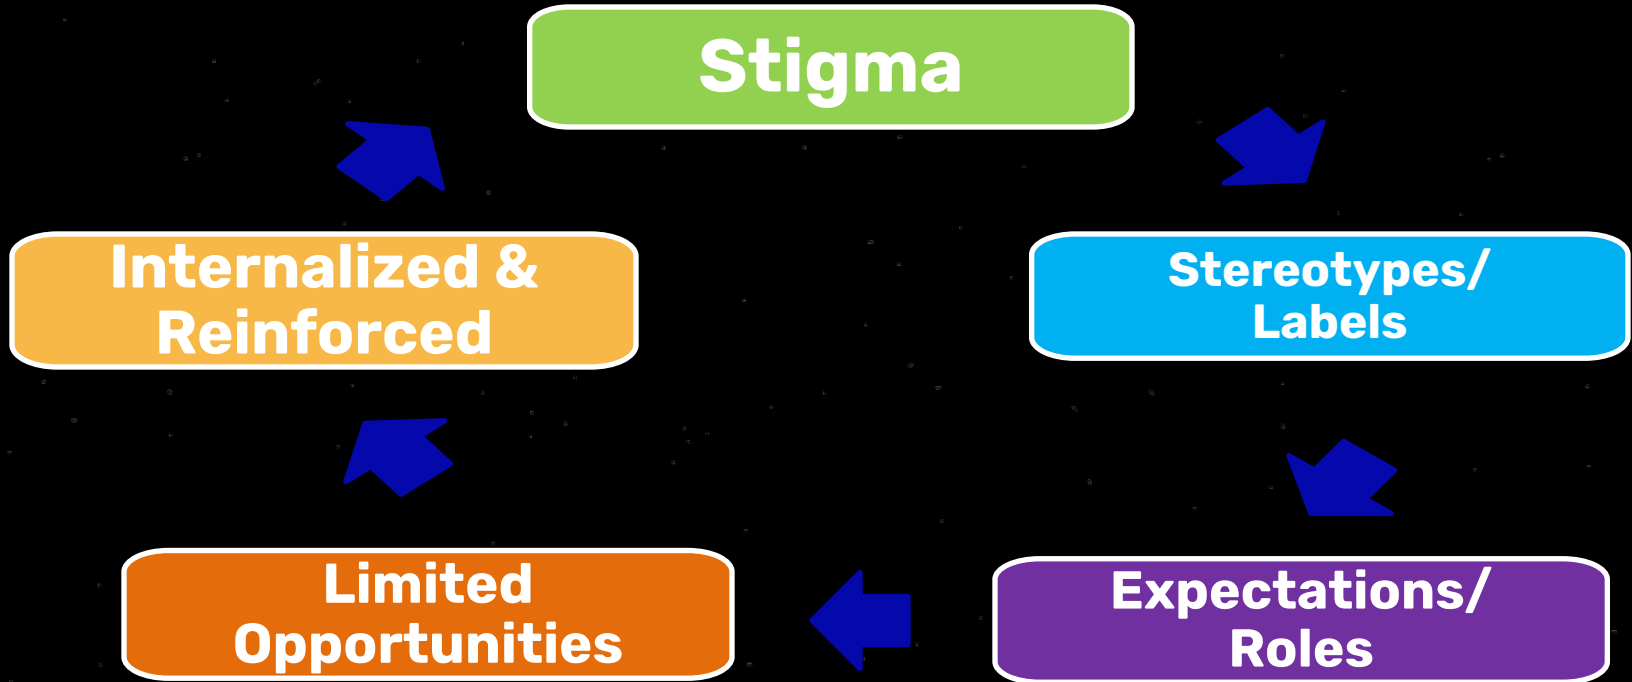 Stigma
Stereotypes/
Labels
Expectations/
Roles
Limited
Opportunities
Internalized &
Reinforced